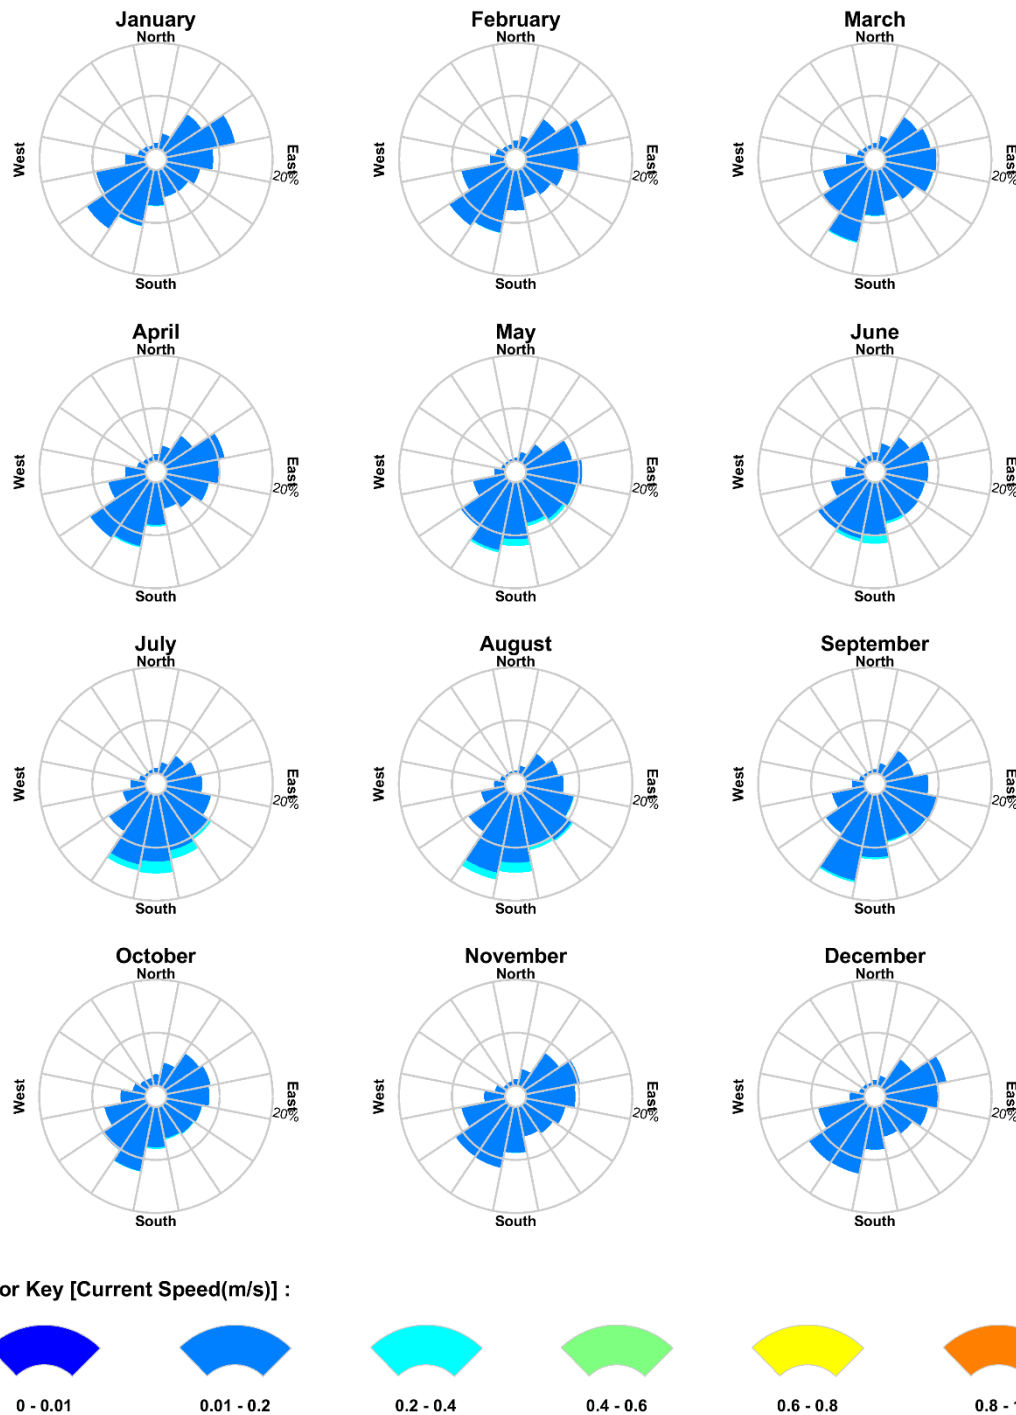 January February March
North North North
West East 20% West East 20% West East 20%
South South South
April May June
North North North
West East 20% West East 20% West East 20%
South South South
July August September
North North North
West East 20% West East 20% West East 20%
South South South
October November December
North North North
West East 20% West East 20% West East 20%
South South South
or Key [Current Speed(m/s)] :
0 - 0.01 0.01 - 0.2 0.2 - 0.4 0.4 - 0.6 0.6 - 0.8 0.8 - 1